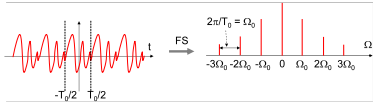 t
-T₀/2 T₀/2
FS
2π/T₀ = Ω₀
Ω
-3Ω₀ -2Ω₀ -Ω₀ 0 Ω₀ 2Ω₀ 3Ω₀